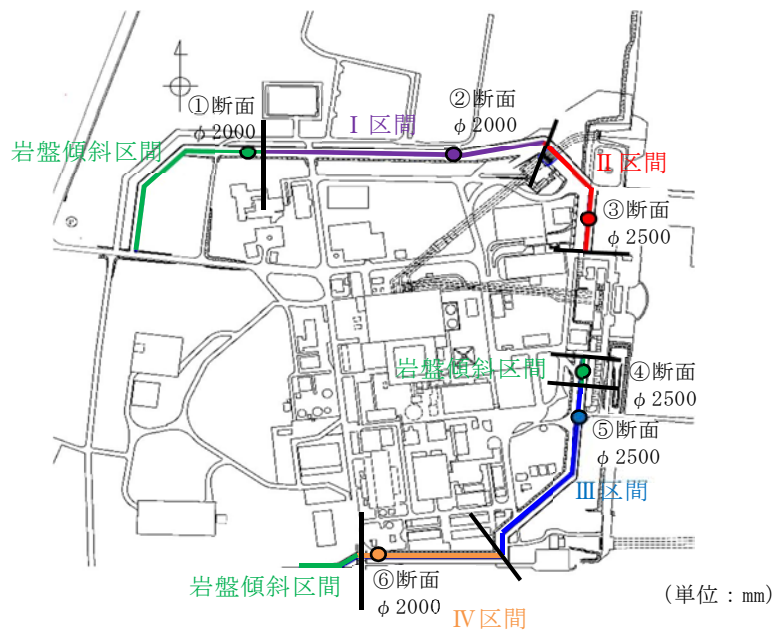 ①断面
φ2000
Ⅰ区間
②断面
φ2000
岩盤傾斜区間
Ⅱ区間
③断面
φ2500
岩盤傾斜区間
④断面
φ2500
⑤断面
φ2500
Ⅲ区間
岩盤傾斜区間
⑥断面
φ2000
Ⅳ区間
(単位:mm)